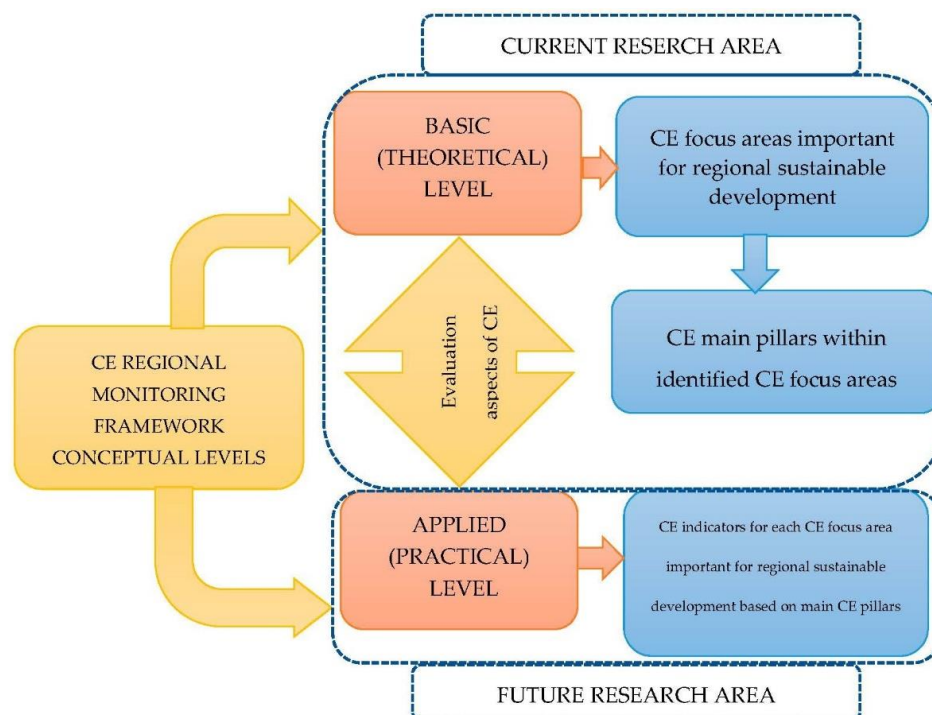 CURRENT RESERCH AREA
BASIC
(THEORETICAL)
LEVEL
CE focus areas important
for regional sustainable
development
CE main pillars within
identified CE focus areas
Evaluation
aspects of CE
CE REGIONAL
MONITORING
FRAMEWORK
CONCEPTUAL LEVELS
APPLIED
(PRACTICAL)
LEVEL
CE indicators for each CE focus area
important for regional sustainable
development based on main CE pillars
FUTURE RESEARCH AREA